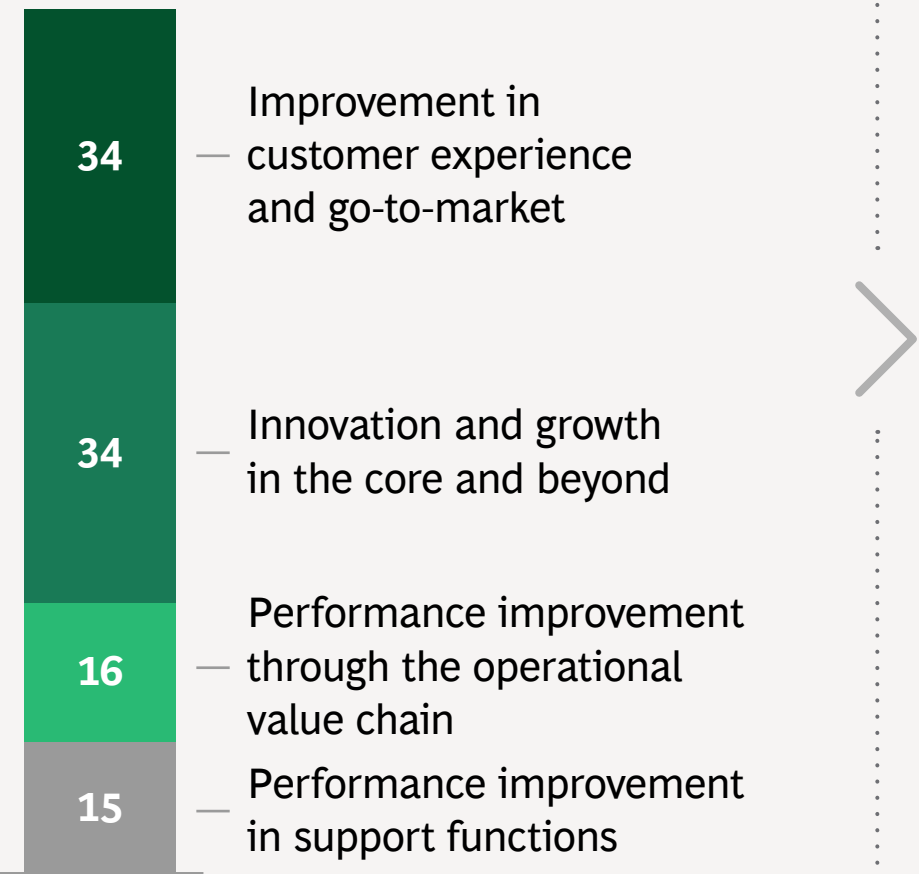 34
Improvement in
customer experience
and go-to-market
34
Innovation and growth
in the core and beyond
16
Performance improvement
through the operational
value chain
15
Performance improvement
in support functions